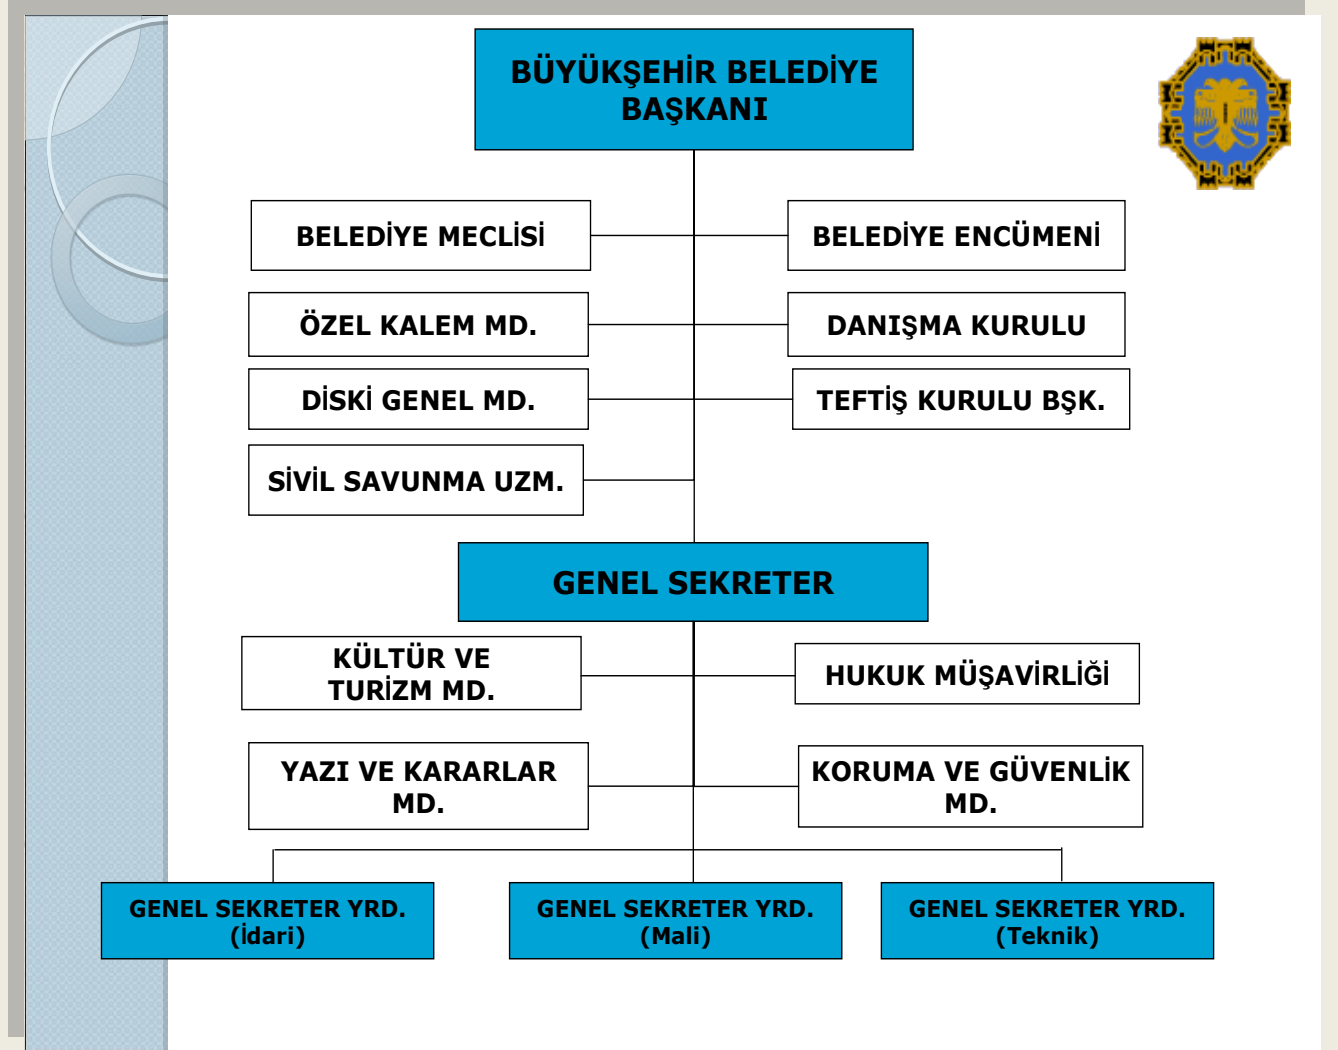 BÜYÜKŞEHİR BELEDİYE
BAŞKANI
BELEDİYE MECLİSİ
BELEDİYE ENCÜMENİ
ÖZEL KALEM MD.
DANIŞMA KURULU
DİSKİ GENEL MD.
TEFTİŞ KURULU BŞK.
SİVİL SAVUNMA UZM.
GENEL SEKRETER
KÜLTÜR VE
TURİZM MD.
HUKUK MÜŞAVİRLİĞİ
YAZI VE KARARLAR
MD.
KORUMA VE GÜVENLİK
MD.
GENEL SEKRETER YRD.
(İdari)
GENEL SEKRETER YRD.
(Mali)
GENEL SEKRETER YRD.
(Teknik)